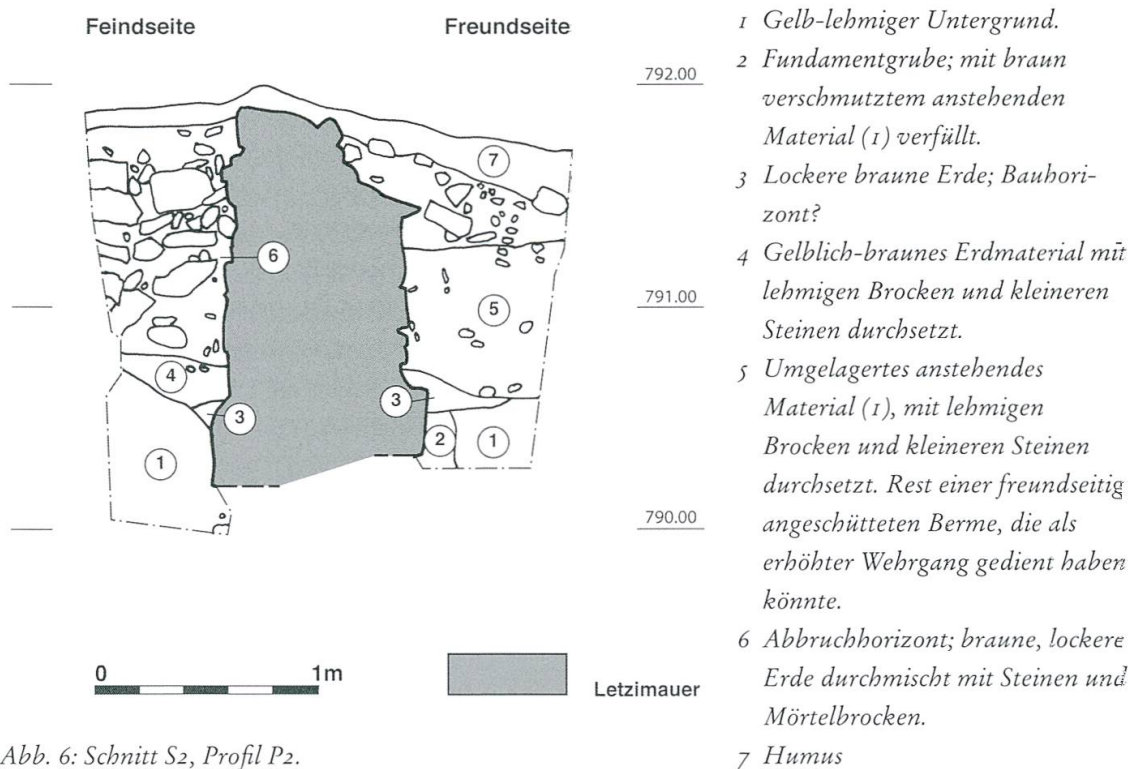 Feindseite
Freundseite
792.00
791.00
790.00
7
6
5
4
3
3
2
1
1
0
1m
Letzimauer
Abb. 6: Schnitt S2, Profil P2.
1 Gelb-lehmiger Untergrund.
2 Fundamentgrube; mit braun
verschmutztem anstehenden
Material (1) verfüllt.
3 Lockere braune Erde; Bauhori-
zont?
4 Gelblich-braunes Erdmaterial mit
lehmigen Brocken und kleineren
Steinen durchsetzt.
5 Umgelagertes anstehendes
Material (1), mit lehmigen
Brocken und kleineren Steinen
durchsetzt. Rest einer freundseitig
angeschütteten Berme, die als
erhöhter Wehrgang gedient haben
könnte.
6 Abbruchhorizont; braune, lockere
Erde durchmischt mit Steinen und
Mörtelbrocken.
7 Humus